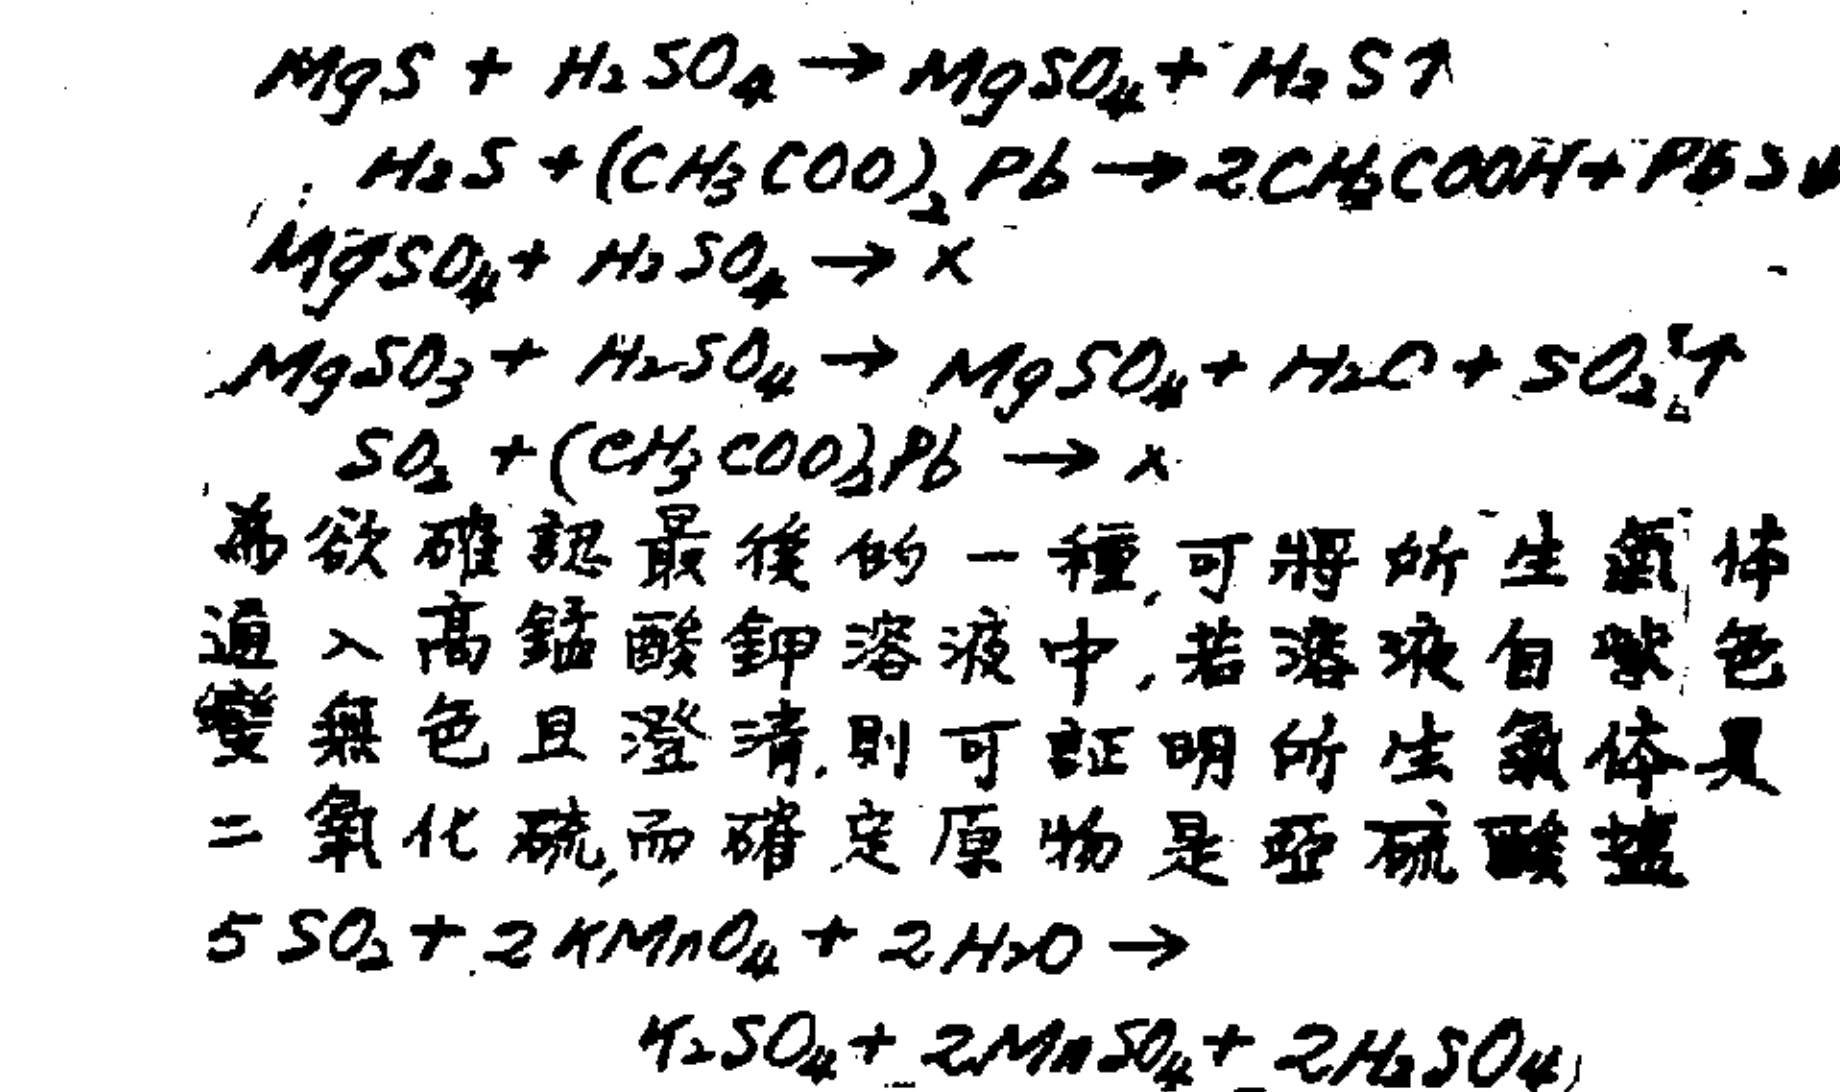 MgS + H₂SO₄ → MgSO₄ + H₂S↑
H₂S + (CH₃COO)₂Pb → 2CH₃COOH + PbS↓
MgSO₄ + H₂SO₄ → ×
MgSO₃ + H₂SO₄ → MgSO₄ + H₂O + SO₂↑
SO₂ + (CH₃COO)₂Pb → ×
為欲確認最後的一種,可將所生氣体
通入高錳酸鉀溶液中,若溶液自紫色
變無色且澄清,則可証明所生氣体是
二氧化硫,而確定原物是亞硫酸鹽
5SO₂ + 2KMnO₄ + 2H₂O →
K₂SO₄ + 2MnSO₄ + 2H₂SO₄